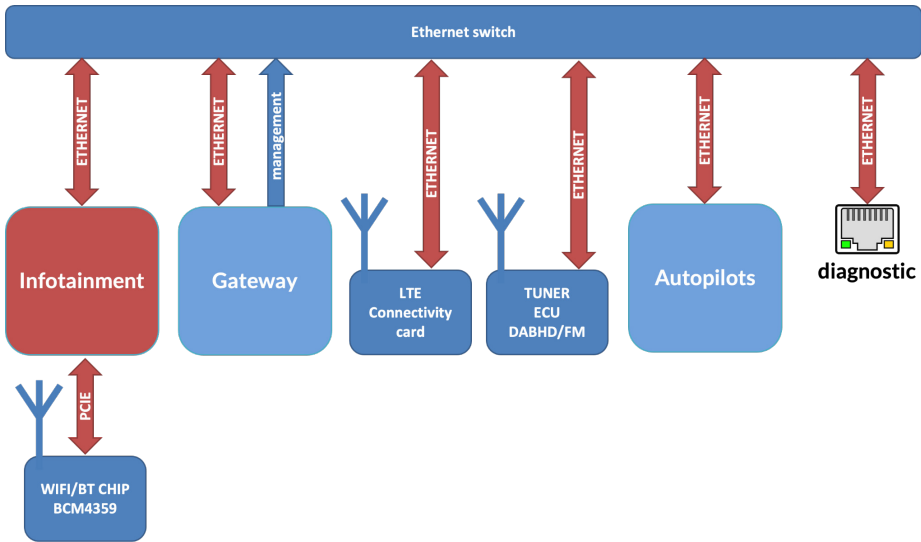 Ethernet switch
ETHERNET
ETHERNET
management
ETHERNET
ETHERNET
ETHERNET
ETHERNET
Infotainment
Gateway
LTE
Connectivity
card
TUNER
ECU
DABHD/FM
Autopilots
diagnostic
PCIE
WIFI/BT CHIP
BCM4359